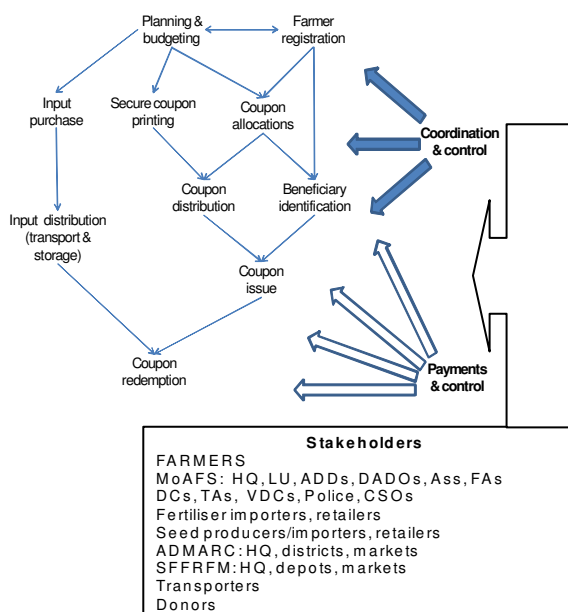 Planning &
budgeting
Farmer
registration
Input
purchase
Secure coupon
printing
Coupon
allocations
Coordination
& control
Coupon
distribution
Beneficiary
identification
Input distribution
(transport &
storage)
Coupon
issue
Coupon
redemption
Payments
& control
Stakeholders
FARMERS
MoAFS: HQ, LU, ADDs, DADOs, Ass, FAs
DCs, TAs, VDCs, Police, CSOs
Fertiliser importers, retailers
Seed producers/importers, retailers
ADMARC: HQ, districts, markets
SFFRFM: HQ, depots, markets
Transporters
Donors